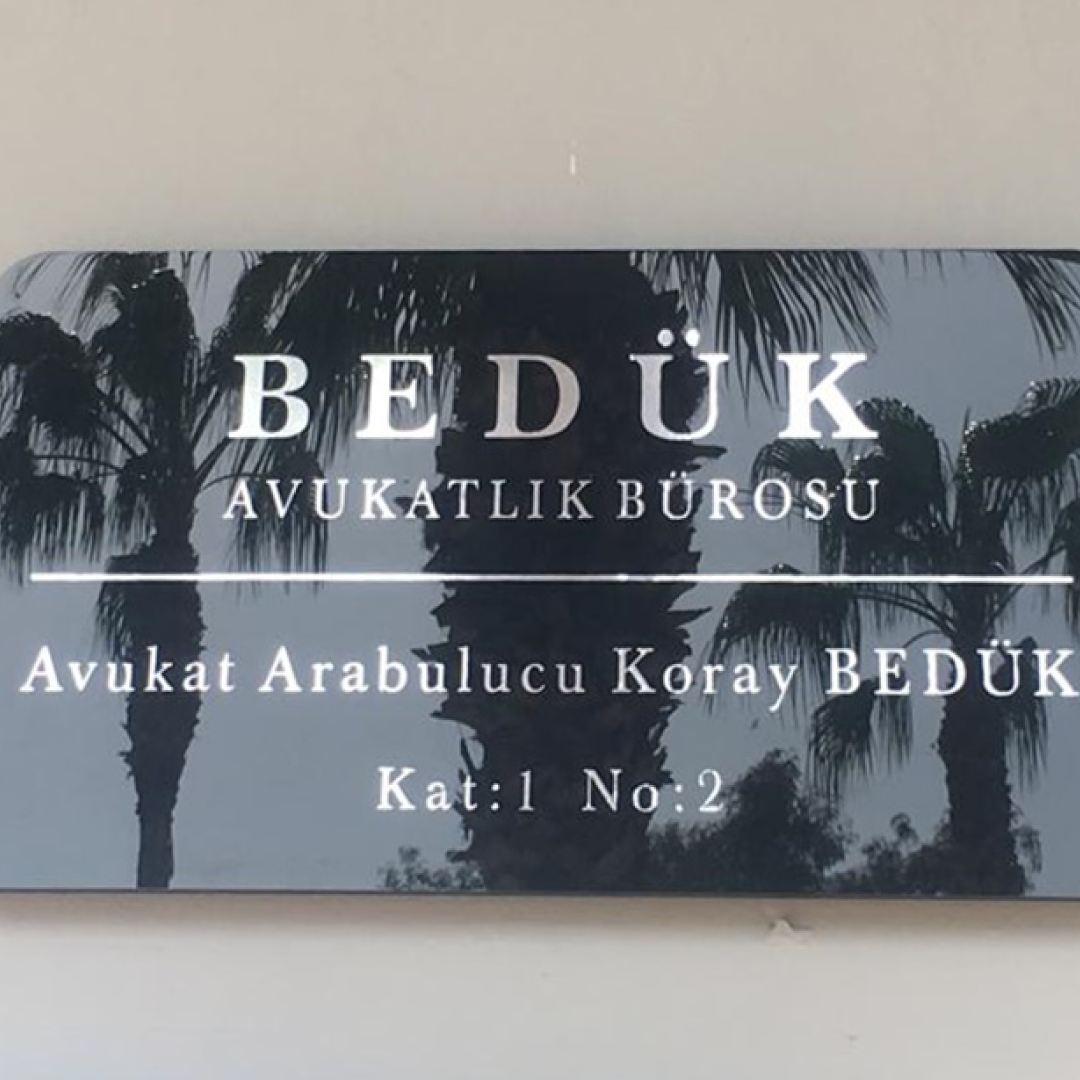 BEDÜK
AVUKATLIK BÜROSU
Avukat Arabulucu Koray BEDÜK
Kat:1 No:2